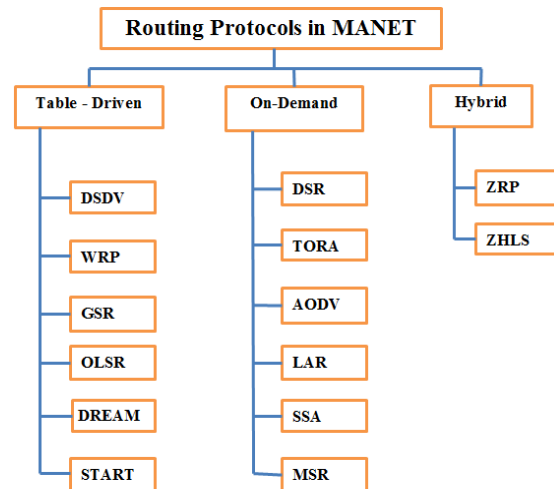 Routing Protocols in MANET
Table - Driven
On-Demand
Hybrid
DSDV
WRP
GSR
OLSR
DREAM
START
DSR
TORA
AODV
LAR
SSA
MSR
ZRP
ZHLS